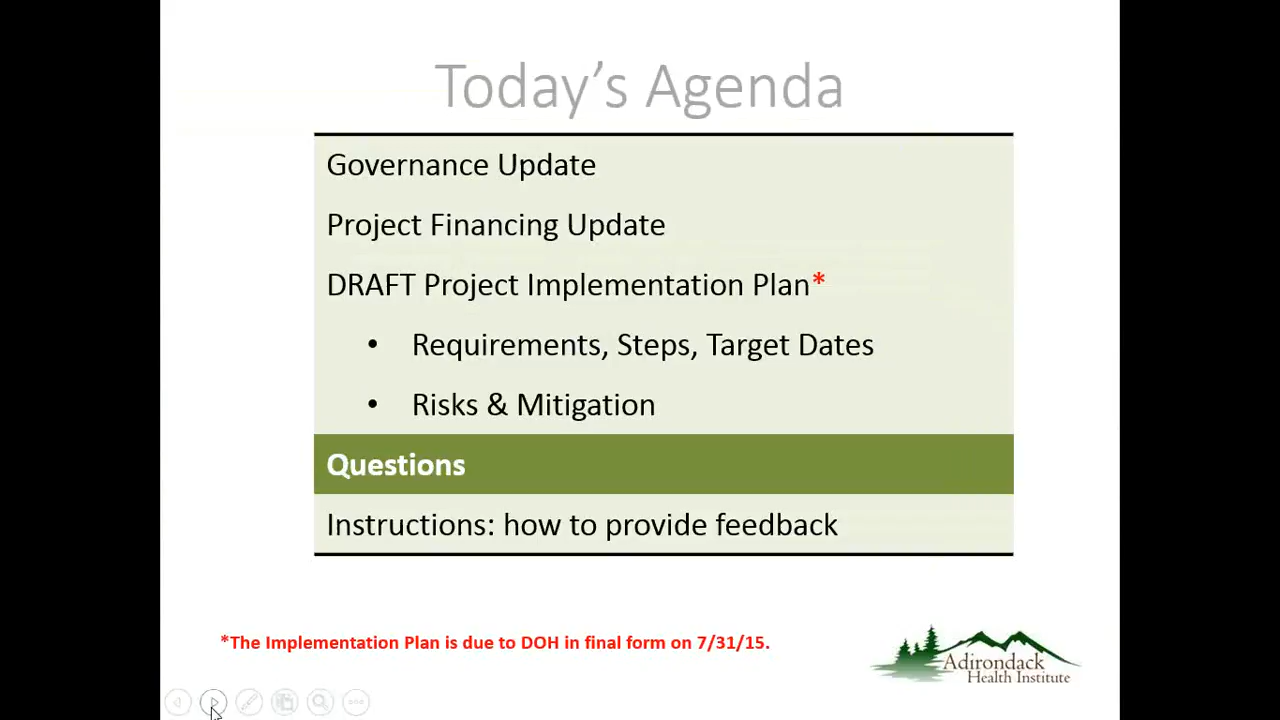 Today’s Agenda
Governance Update
Project Financing Update
DRAFT Project Implementation Plan*
• Requirements, Steps, Target Dates
• Risks & Mitigation
Questions
Instructions: how to provide feedback
*The Implementation Plan is due to DOH in final form on 7/31/15.
Adirondack
Health Institute